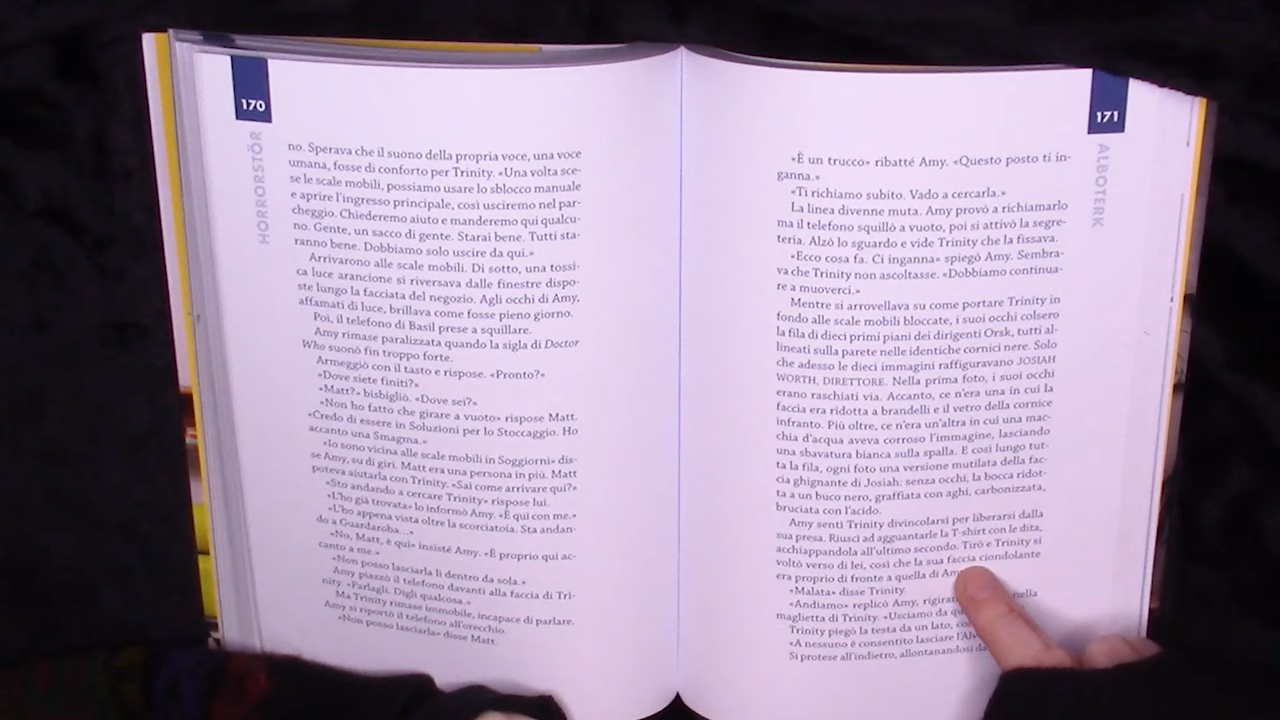 170
HORRORSTÖR
no. Sperava che il suono della propria voce, una voce
umana, fosse di conforto per Trinity. «Una volta sce-
se le scale mobili, possiamo usare lo sblocco manuale
e aprire l'ingresso principale, così usciremo nel par-
cheggio. Chiederemo aiuto e manderemo qui qualcu-
no. Gente, un sacco di gente. Starai bene. Tutti sta-
ranno bene. Dobbiamo solo uscire da qui.»
Arrivarono alle scale mobili. Di sotto, una tossi-
ca luce arancione si riversava dalle finestre dispo-
ste lungo la facciata del negozio. Agli occhi di Amy,
affamati di luce, brillava come fosse pieno giorno.
Poi, il telefono di Basil prese a squillare.
Amy rimase paralizzata quando la sigla di Doctor
Who suonò fin troppo forte.
Armeggiò con il tasto e rispose. «Pronto?»
«Dove siete finiti?»
«Matt?» bisbigliò. «Dove sei?»
«Non ho fatto che girare a vuoto» rispose Matt.
«Credo di essere in Soluzioni per lo Stoccaggio. Ho
accanto una Smagma.»
«Io sono vicina alle scale mobili in Soggiorni» dis-
se Amy, su di giri. Matt era una persona in più. Matt
poteva aiutarla con Trinity. «Sai come arrivare qui?»
«Sto andando a cercare Trinity» rispose lui.
«L'ho già trovata» lo informò Amy. «È qui con me.»
«L'ho appena vista oltre la scorciatoia. Sta andan-
do a Guardaroba...»
«No, Matt, è qui» insisté Amy. «È proprio qui ac-
canto a me.»
«Non posso lasciarla lì dentro da sola.»
Amy piazzò il telefono davanti alla faccia di Tri-
nity. «Parlagli. Digli qualcosa.»
Ma Trinity rimase immobile, incapace di parlare.
Amy si riportò il telefono all'orecchio.
«Non posso lasciarla» disse Matt.
171
ALBOTERK
«È un trucco» ribatté Amy. «Questo posto ti in-
ganna.»
«Ti richiamo subito. Vado a cercarla.»
La linea divenne muta. Amy provò a richiamarlo
ma il telefono squillò a vuoto, poi si attivò la segre-
teria. Alzò lo sguardo e vide Trinity che la fissava.
«Ecco cosa fa. Ci inganna» spiegò Amy. Sembra-
va che Trinity non ascoltasse. «Dobbiamo continua-
re a muoverci.»
Mentre si arrovellava su come portare Trinity in
fondo alle scale mobili bloccate, i suoi occhi colsero
la fila di dieci primi piani dei dirigenti Orsk, tutti al-
lineati sulla parete nelle identiche cornici nere. Solo
che adesso le dieci immagini raffiguravano JOSIAH
WORTH, DIRETTORE. Nella prima foto, i suoi occhi
erano raschiati via. Accanto, ce n'era una in cui la
faccia era ridotta a brandelli e il vetro della cornice
infranto. Più oltre, ce n'era un'altra in cui una mac-
chia d'acqua aveva corroso l'immagine, lasciando
una sbavatura bianca sulla spalla. E così lungo tut-
ta la fila, ogni foto una versione mutilata della fac-
cia ghignante di Josiah: senza occhi, la bocca ridot-
ta a un buco nero, graffiata con aghi, carbonizzata,
bruciata con l'acido.
Amy sentì Trinity divincolarsi per liberarsi dalla
sua presa. Riuscì ad agguantarle la T-shirt con le dita,
acchiappandola all'ultimo secondo. Tirò e Trinity si
voltò verso di lei, così che la sua faccia ciondolante
era proprio di fronte a quella di Am
«Malata» disse Trinity.
«Andiamo» replicò Amy, nella
maglietta di Trinity. «Usciamo da
Trinity piegò la testa da un lato,
«A nessuno è consentito lasciare
Si protese all'indietro, allontanandosi